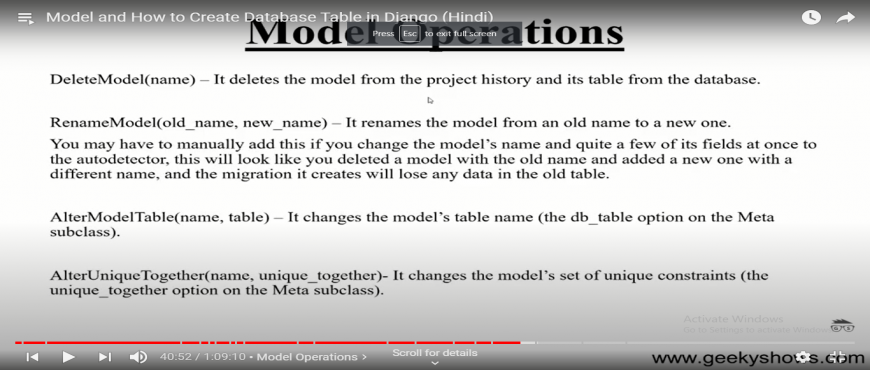 Model and How to Create Database Table in Django (Hindi)
Model Operations
Press Esc to exit full screen
DeleteModel(name) – It deletes the model from the project history and its table from the database.
RenameModel(old_name, new_name) – It renames the model from an old name to a new one.
You may have to manually add this if you change the model's name and quite a few of its fields at once to
the autodetector, this will look like you deleted a model with the old name and added a new one with a
different name, and the migration it creates will lose any data in the old table.
AlterModelTable(name, table) – It changes the model's table name (the db_table option on the Meta
subclass).
AlterUniqueTogether(name, unique_together)- It changes the model's set of unique constraints (the
unique_together option on the Meta subclass).
Activate Windows
Go to Settings to activate Windows
40:52 / 1:09:10 • Model Operations >
Scroll for details
www.geekyshows.com